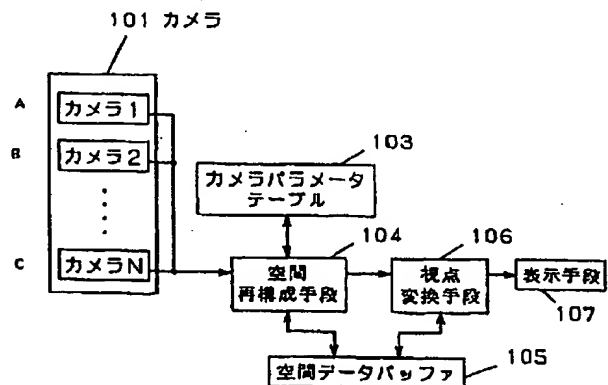 101 カメラ
A
カメラ1
B
カメラ2
C
カメラN
103
カメラパラメータ
テーブル
104
空間
再構成手段
106
視点
変換手段
表示手段
107
空間データバッファ
105